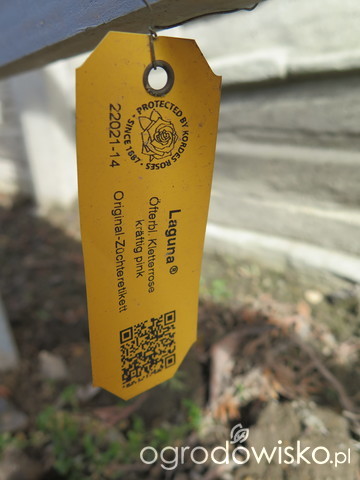 PROTECTED BY KORDES ROSES • SINCE 1887 •
22021-14
Laguna ®
Öfterbl. Kletterrose
kräftig pink
Original-Züchteretikett
ogrodowisko.pl